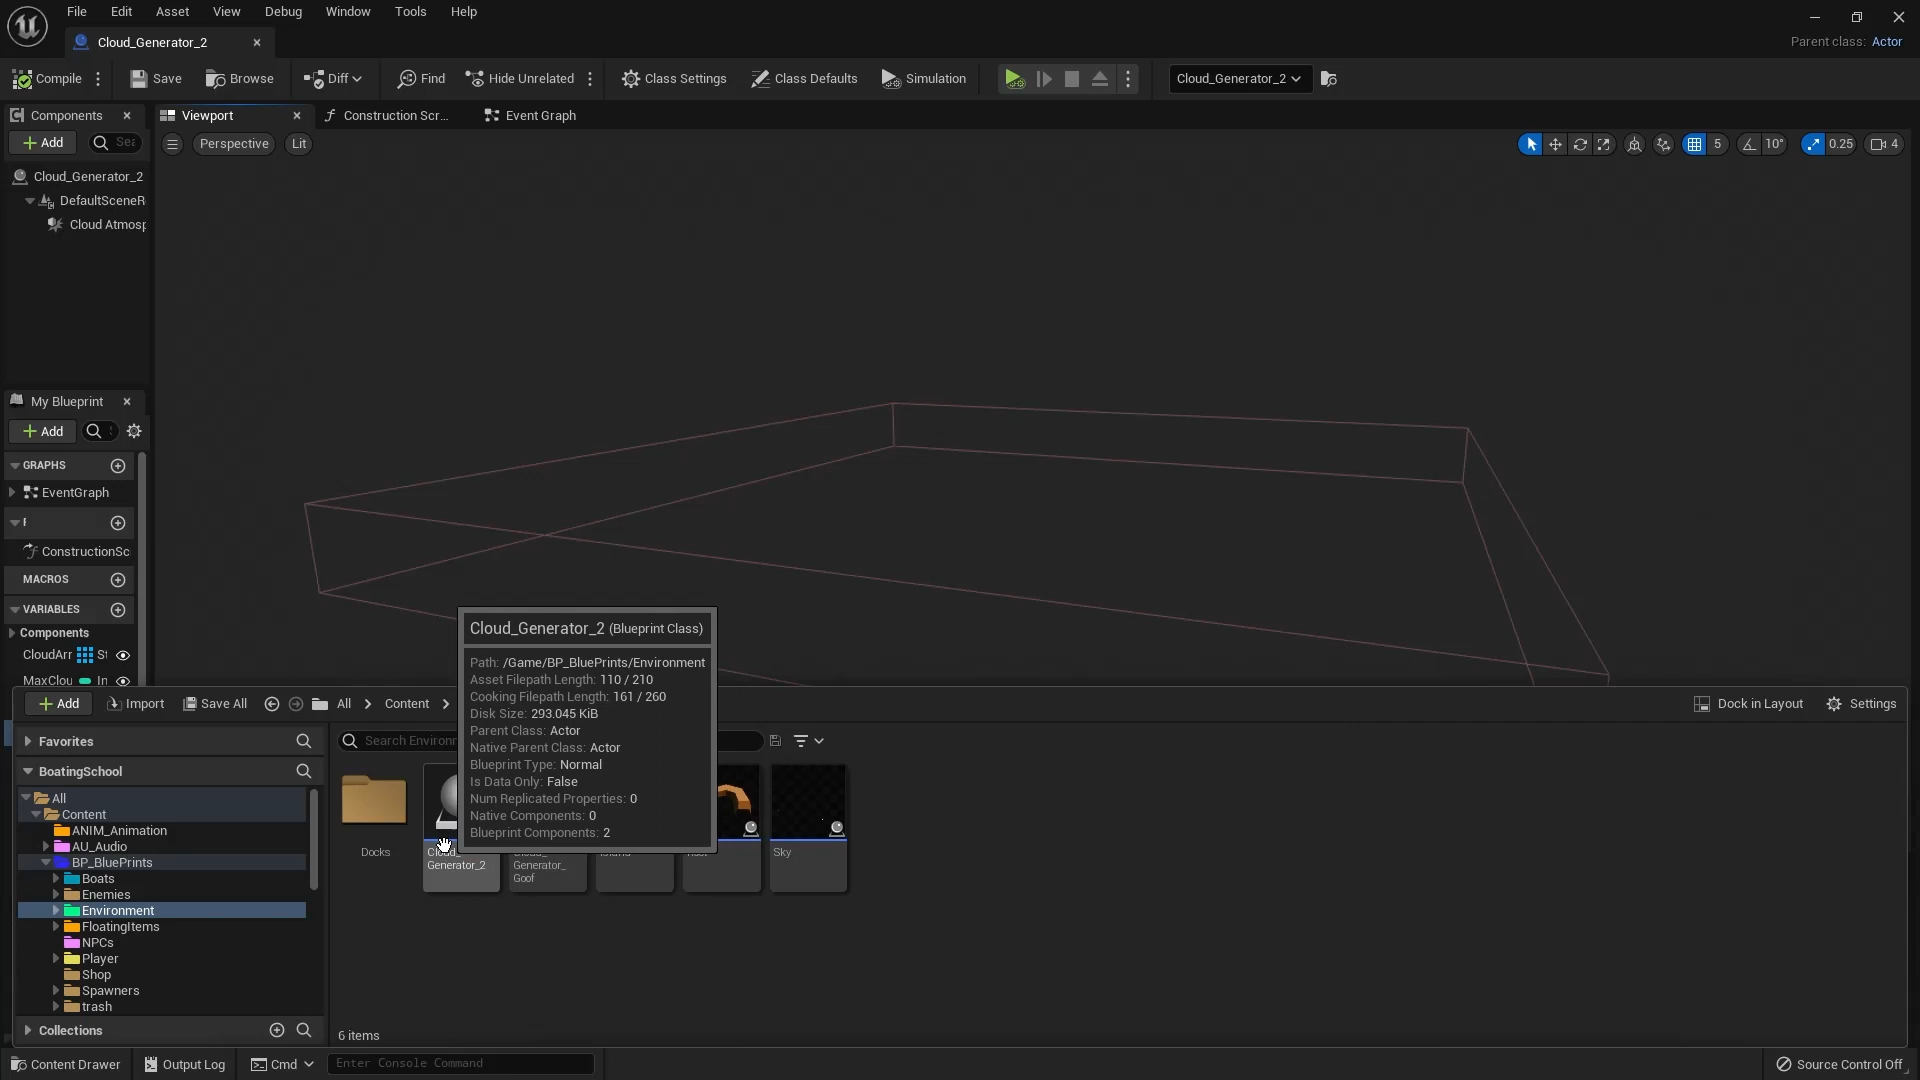 File Edit Asset View Debug Window Tools Help
Cloud_Generator_2
Parent class: Actor
Compile Save Browse Diff Find Hide Unrelated Class Settings Class Defaults Simulation Cloud_Generator_2
Components
Viewport
Construction Scr...
Event Graph
Add
Sea
Perspective Lit
5 10° 0.25 4
Cloud_Generator_2
DefaultSceneR
Cloud Atmosp
My Blueprint
Add
GRAPHS
EventGraph
F
ConstructionSc
MACROS
VARIABLES
Components
CloudArr St
MaxClou In
Cloud_Generator_2 (Blueprint Class)
Path: /Game/BP_BluePrints/Environment
Asset Filepath Length: 110 / 210
Cooking Filepath Length: 161 / 260
Disk Size: 293.045 KiB
Parent Class: Actor
Native Parent Class: Actor
Blueprint Type: Normal
Is Data Only: False
Num Replicated Properties: 0
Native Components: 0
Blueprint Components: 2
Add Import Save All All Content
Dock in Layout Settings
Favorites
Search Environ
BoatingSchool
All
Content
ANIM_Animation
AU_Audio
BP_BluePrints
Boats
Enemies
Environment
FloatingItems
NPCs
Player
Shop
Spawners
trash
Collections
Docks
Cloud_
Generator_2
Generator_
Goof
Sky
6 items
Content Drawer Output Log Cmd Enter Console Command
Source Control Off